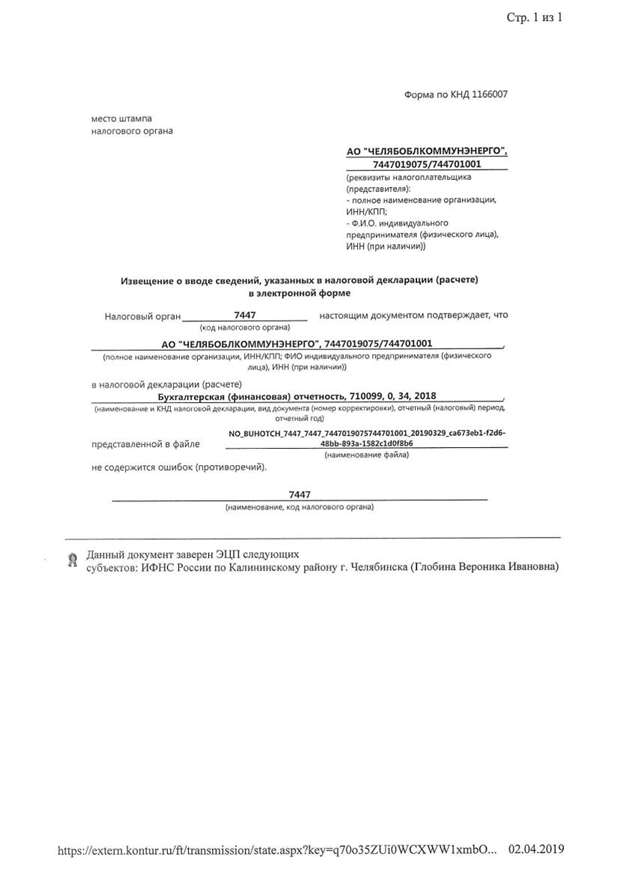 Стр. 1 из 1
Форма по КНД 1166007
место штампа
налогового органа
АО "ЧЕЛЯБОБЛКОММУНЭНЕРГО",
7447019075/744701001
(реквизиты налогоплательщика
(представителя):
- полное наименование организации,
ИНН/КПП;
- Ф.И.О. индивидуального
предпринимателя (физического лица),
ИНН (при наличии))
Извещение о вводе сведений, указанных в налоговой декларации (расчете)
в электронной форме
Налоговый орган 7447 настоящим документом подтверждает, что
(код налогового органа)
АО "ЧЕЛЯБОБЛКОММУНЭНЕРГО", 7447019075/744701001,
(полное наименование организации, ИНН/КПП; ФИО индивидуального предпринимателя (физического
лица), ИНН (при наличии))
в налоговой декларации (расчете)
Бухгалтерская (финансовая) отчетность, 710099, 0, 34, 2018,
(наименование и КНД налоговой декларации, вид документа (номер корректировки), отчетный (налоговый) период,
отчетный год)
NO_BUHOTCH_7447_7447_7447019075744701001_20190329_ca673eb1-f2d6-
представленной в файле 48bb-893a-1582c1d0f8b6
(наименование файла)
не содержится ошибок (противоречий).
7447
(наименование, код налогового органа)
Данный документ заверен ЭЦП следующих
субъектов: ИФНС России по Калининскому району г. Челябинска (Глобина Вероника Ивановна)
https://extern.kontur.ru/ft/transmission/state.aspx?key=q70o35ZUi0WCXWW1xmbO... 02.04.2019